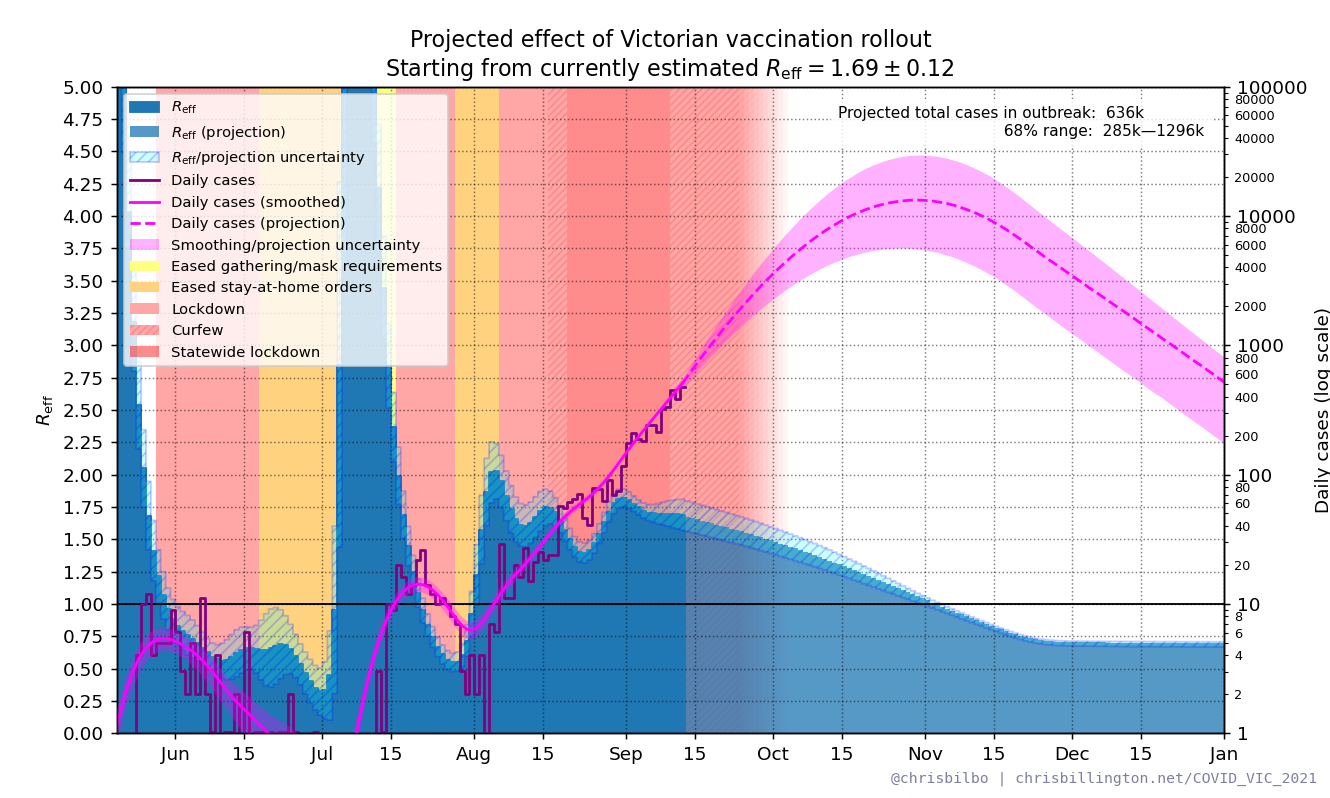 Projected effect of Victorian vaccination rollout
Starting from currently estimated R_eff = 1.69 ± 0.12
Projected total cases in outbreak: 636k
68% range: 285k—1296k
R_eff
R_eff (projection)
R_eff/projection uncertainty
Daily cases
Daily cases (smoothed)
Daily cases (projection)
Smoothing/projection uncertainty
Eased gathering/mask requirements
Eased stay-at-home orders
Lockdown
Curfew
Statewide lockdown
R_eff
5.00
4.75
4.50
4.25
4.00
3.75
3.50
3.25
3.00
2.75
2.50
2.25
2.00
1.75
1.50
1.25
1.00
0.75
0.50
0.25
0.00
100000
80000
60000
40000
20000
10000
8000
6000
4000
2000
1000
800
600
400
200
100
80
60
40
20
10
8
6
4
2
1
Daily cases (log scale)
Jun 15 Jul 15 Aug 15 Sep 15 Oct 15 Nov 15 Dec 15 Jan
@chrisbilbo | chrisbillington.net/COVID_VIC_2021